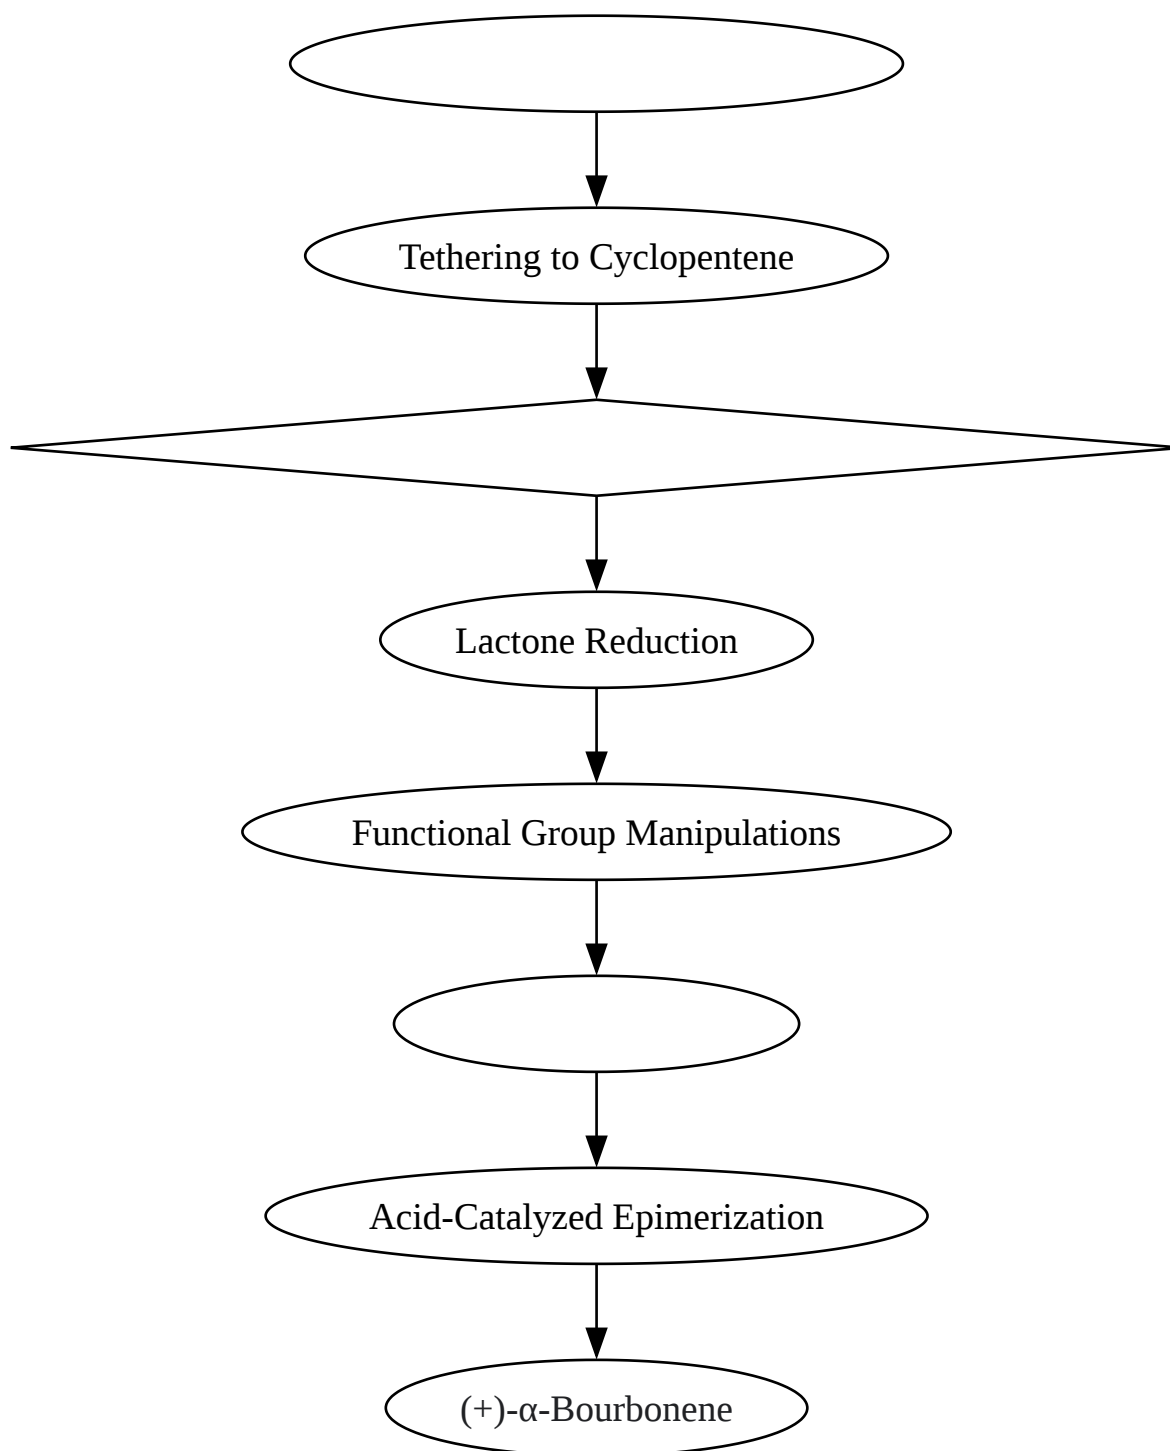 Tethering to Cyclopentene
Lactone Reduction
Functional Group Manipulations
Acid-Catalyzed Epimerization
(+)-α-Bourbonene